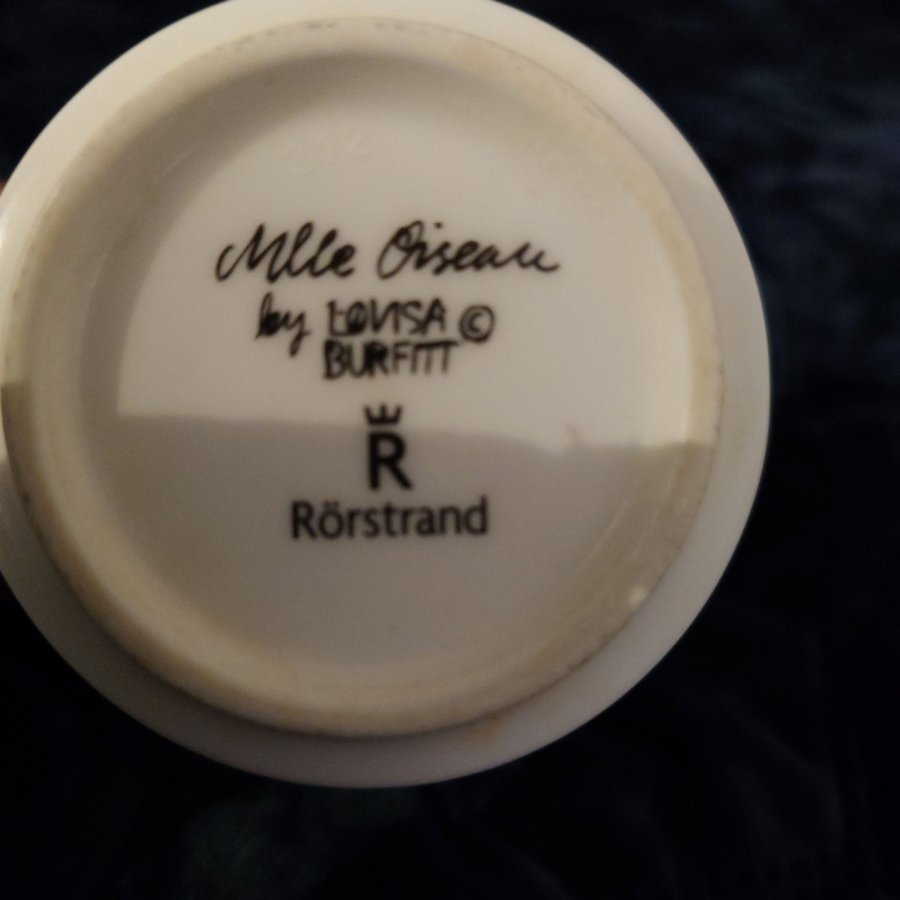 Mlle Oiseau
by LOVISA ©
BURFITT
R
Rörstrand